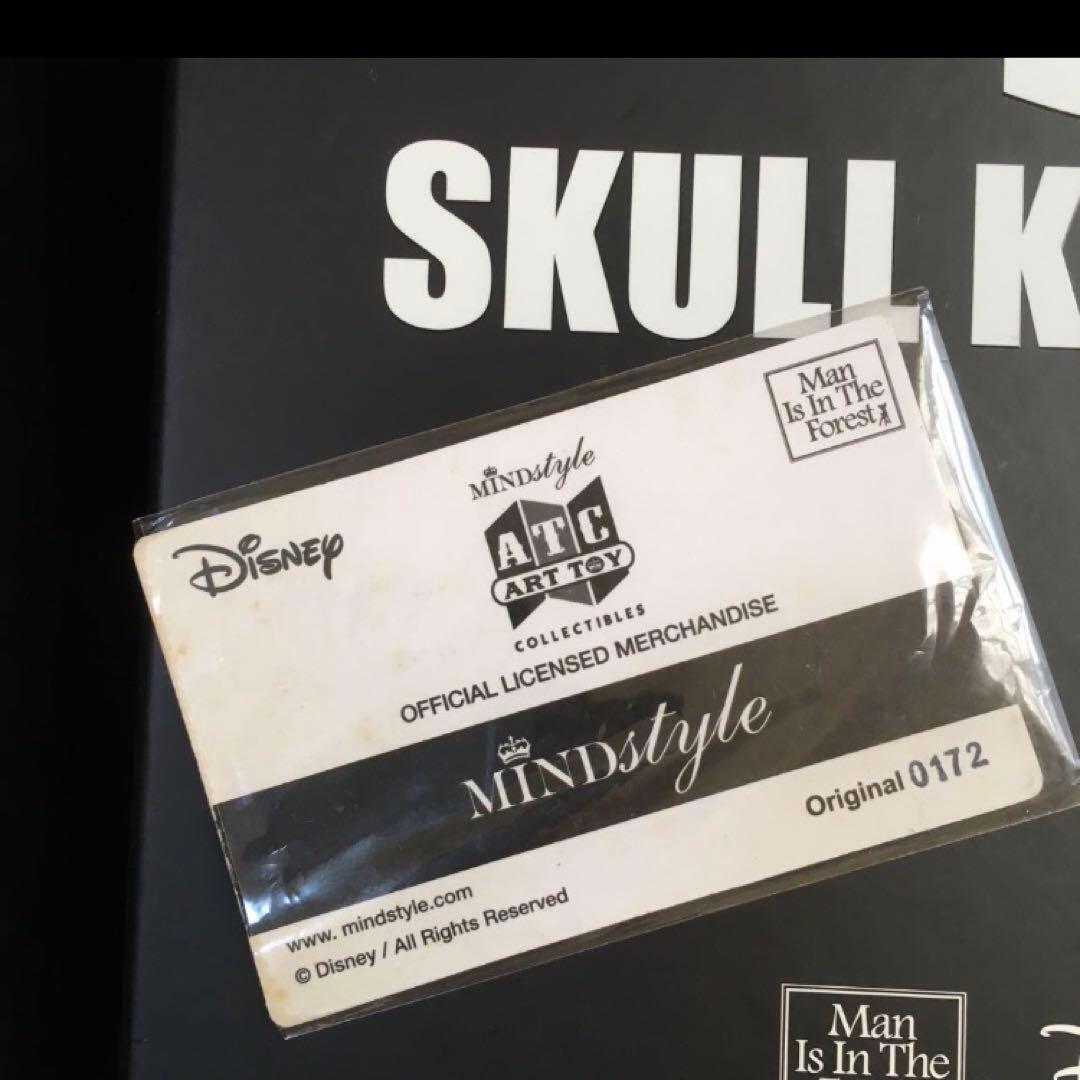 SKULL K
Man
Is In The
Forest
MINDstyle
Disney
ATC
ART TOY
COLLECTIBLES
OFFICIAL LICENSED MERCHANDISE
MINDstyle
Original 0172
www. mindstyle.com
© Disney / All Rights Reserved
Man
Is In The